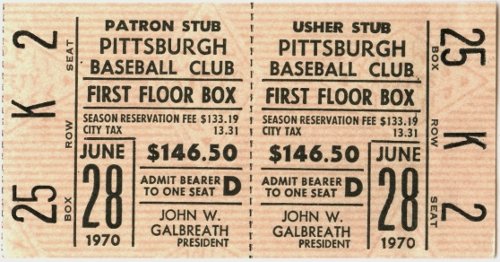 2
SEAT
K
ROW
25
BOX
PATRON STUB
PITTSBURGH
BASEBALL CLUB
FIRST FLOOR BOX
SEASON RESERVATION FEE $133.19
CITY TAX 13.31
$146.50
JUNE
28
1970
ADMIT BEARER
TO ONE SEAT D
JOHN W.
GALBREATH
PRESIDENT
USHER STUB
PITTSBURGH
BASEBALL CLUB
FIRST FLOOR BOX
SEASON RESERVATION FEE $133.19
CITY TAX 13.31
$146.50
JUNE
28
1970
ADMIT BEARER
TO ONE SEAT D
JOHN W.
GALBREATH
PRESIDENT
25
BOX
K
ROW
2
SEAT